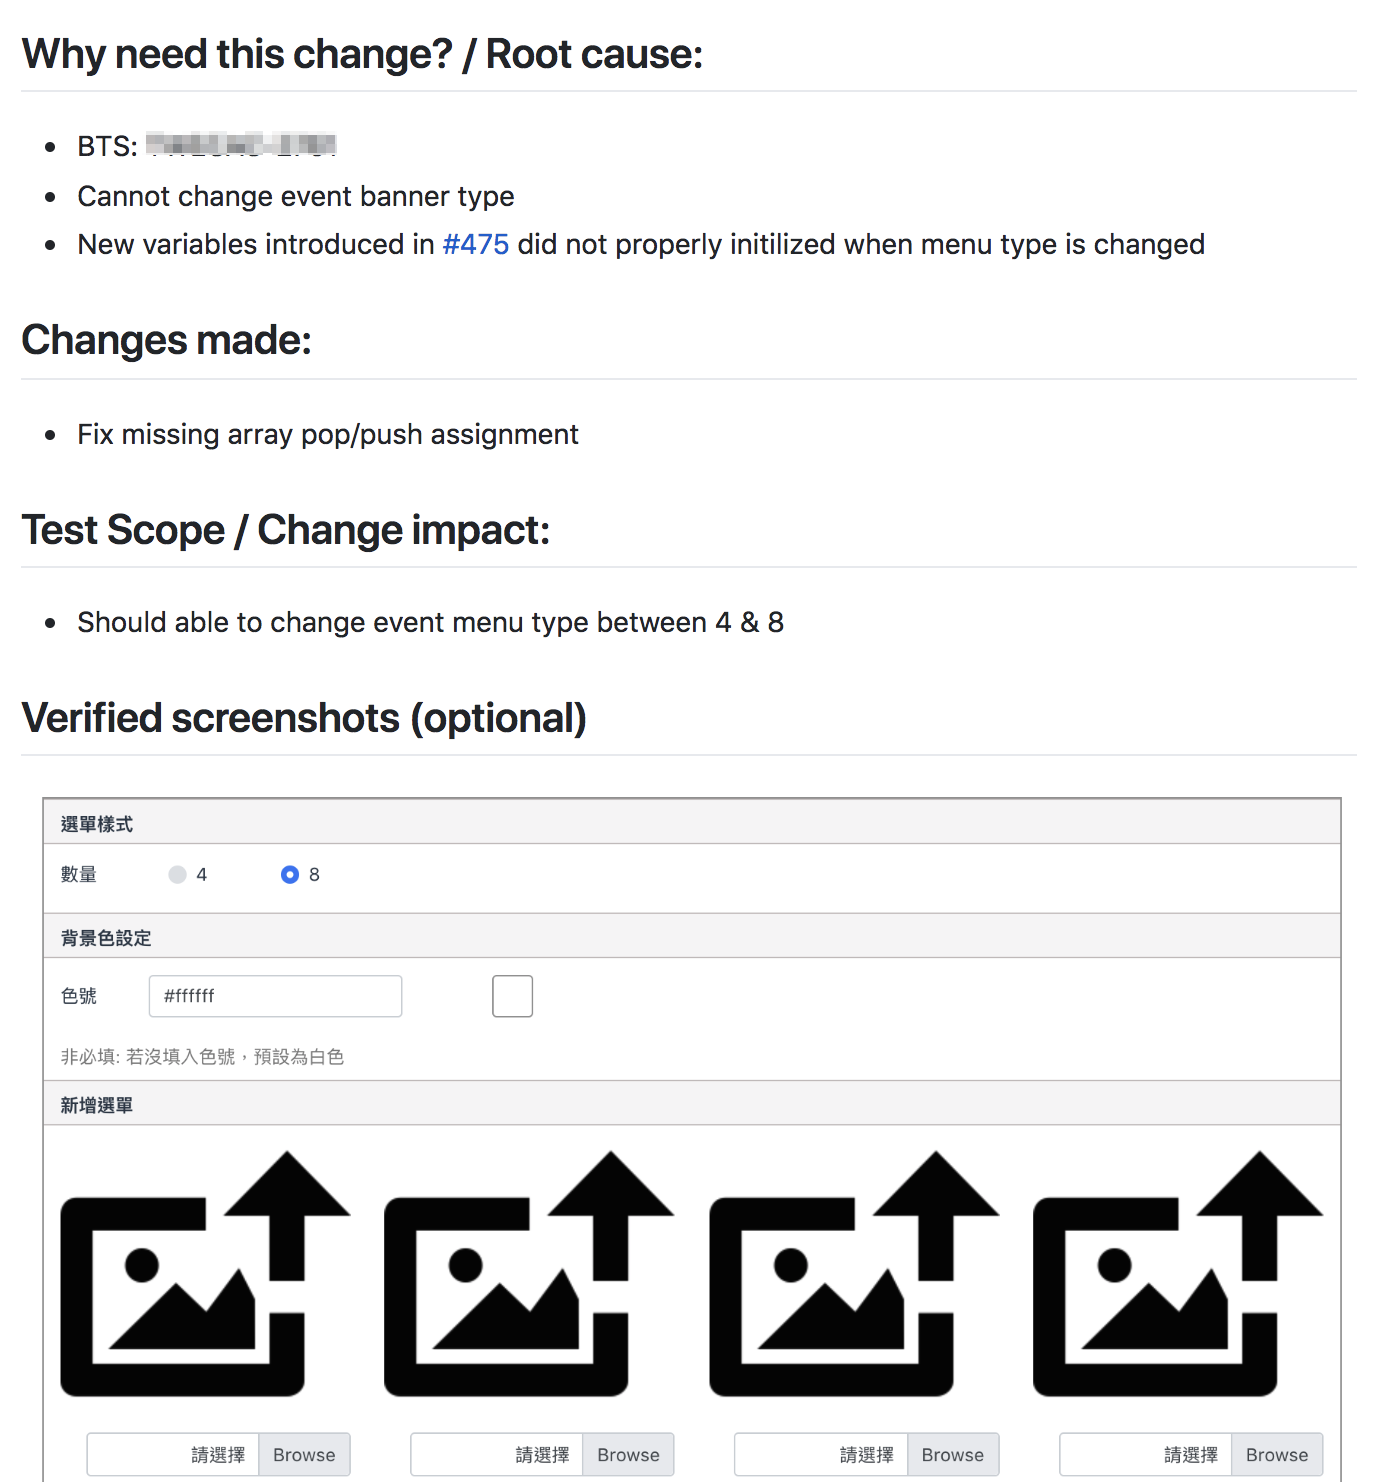 Why need this change? / Root cause:
BTS:
Cannot change event banner type
New variables introduced in #475 did not properly initilized when menu type is changed
Changes made:
Fix missing array pop/push assignment
Test Scope / Change impact:
Should able to change event menu type between 4 & 8
Verified screenshots (optional)
選單樣式
數量 4 8
背景色設定
色號 #ffffff
非必填: 若沒填入色號，預設為白色
新增選單
請選擇 Browse 請選擇 Browse 請選擇 Browse 請選擇 Browse